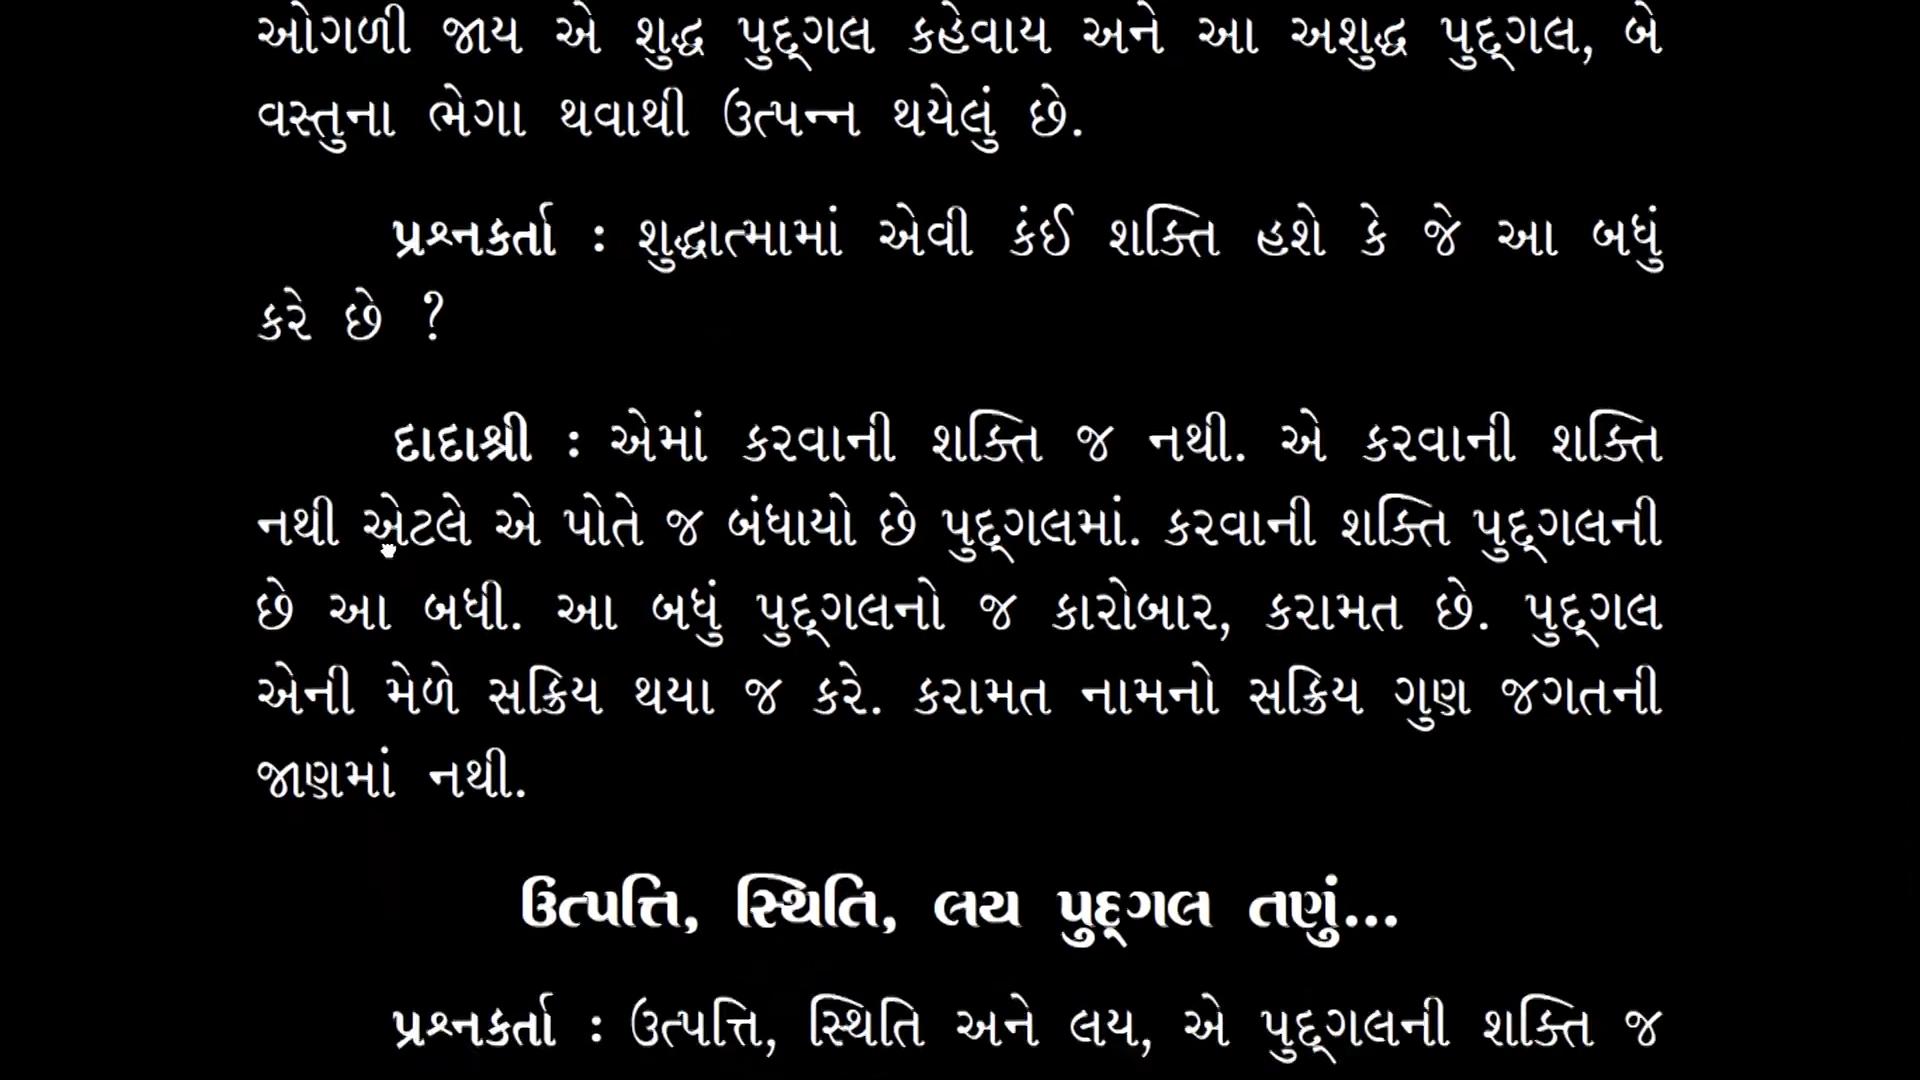 ઓગળી જાય એ શુદ્ધ પુદ્ગલ કહેવાય અને આ અશુદ્ધ પુદ્ગલ, બે
વસ્તુના ભેગા થવાથી ઉત્પન્ન થયેલું છે.
પ્રશ્નકર્તા : શુદ્ધાત્મામાં એવી કંઈ શક્તિ હશે કે જે આ બધું
કરે છે ?
દાદાશ્રી : એમાં કરવાની શક્તિ જ નથી. એ કરવાની શક્તિ
નથી એટલે એ પોતે જ બંધાયો છે પુદ્ગલમાં. કરવાની શક્તિ પુદ્ગલની
છે આ બધી. આ બધું પુદ્ગલનો જ કારોબાર, કરામત છે. પુદ્ગલ
એની મેળે સક્રિય થયા જ કરે. કરામત નામનો સક્રિય ગુણ જગતની
જાણમાં નથી.
ઉત્પત્તિ, સ્થિતિ, લય પુદ્ગલ તણું...
પ્રશ્નકર્તા : ઉત્પત્તિ, સ્થિતિ અને લય, એ પુદ્ગલની શક્તિ જ